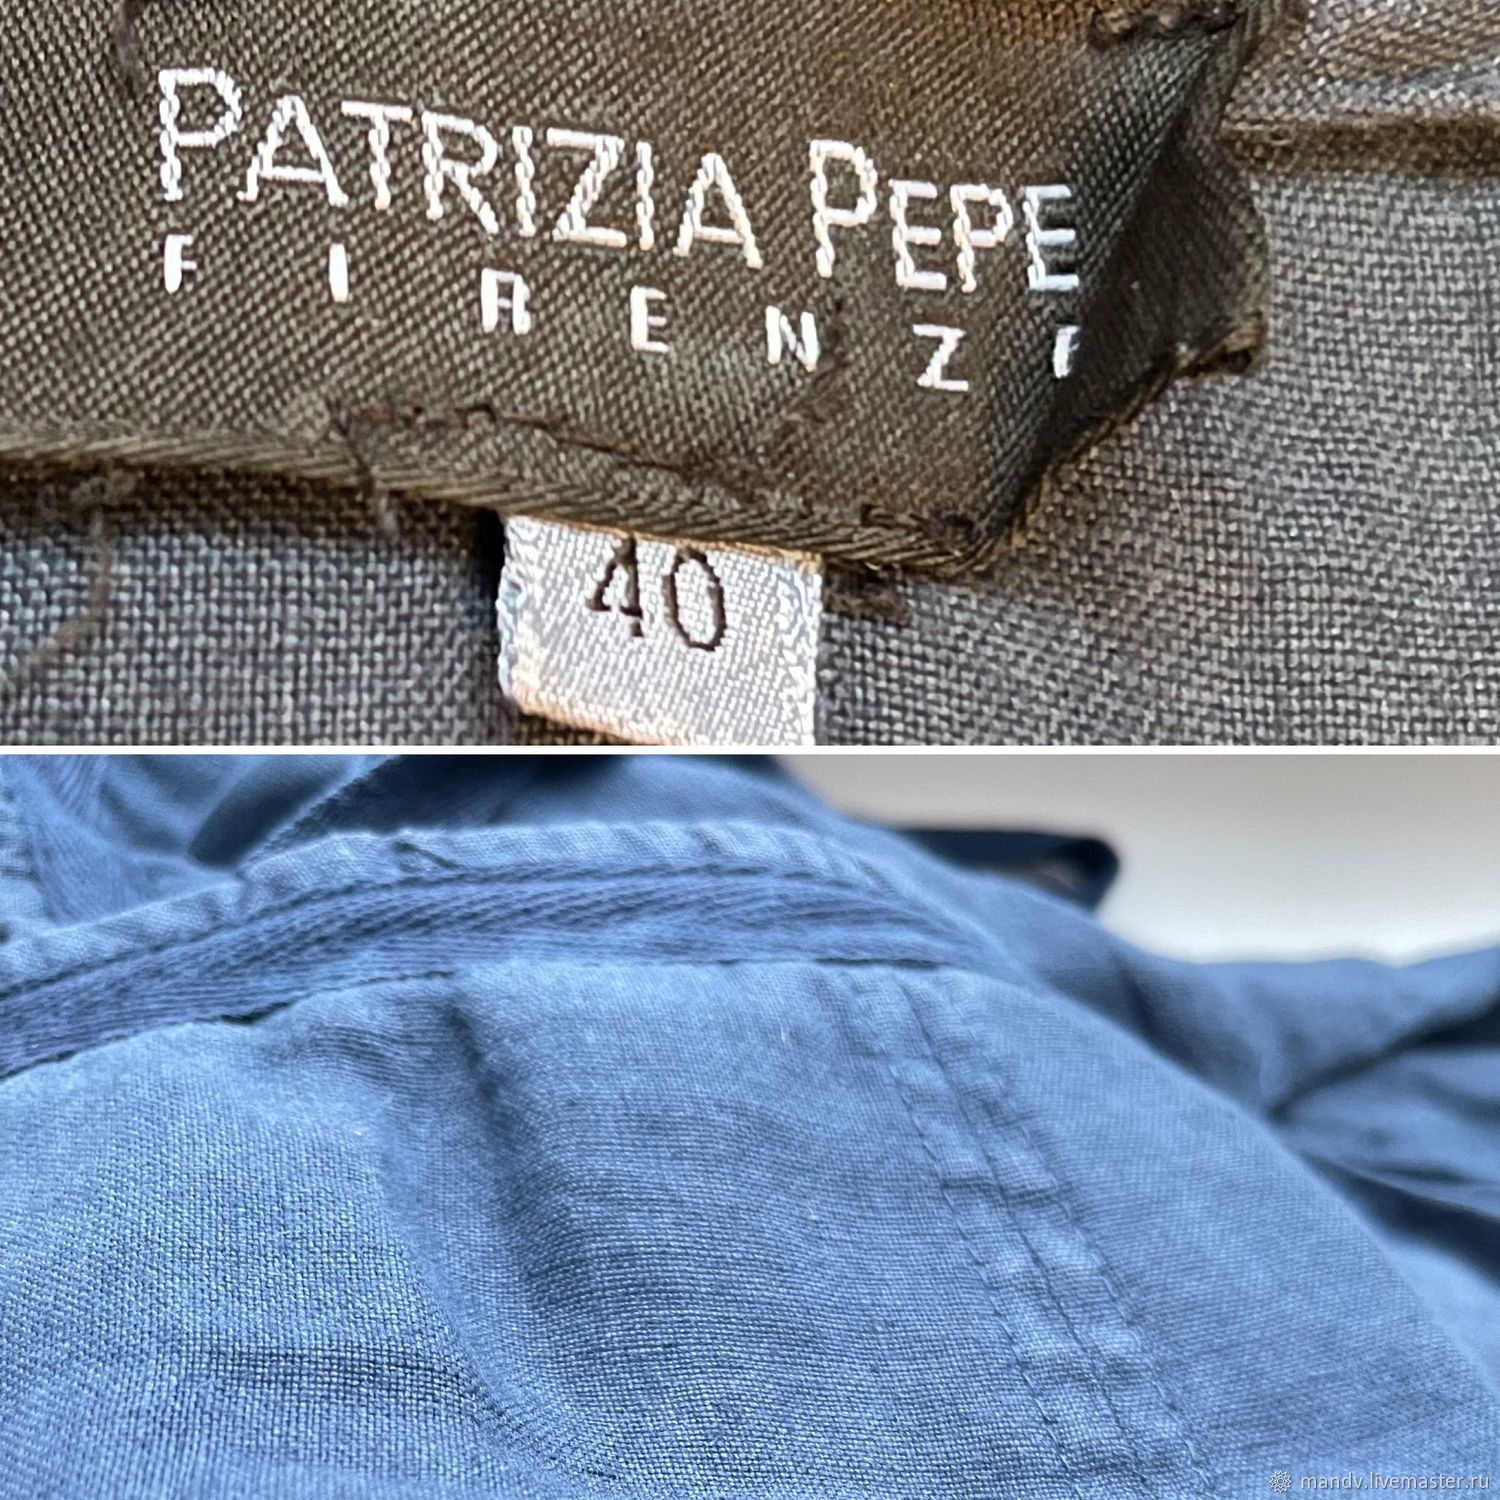 PATRIZIA PEPE
FIRENZE
40
mandv.livemaster.ru